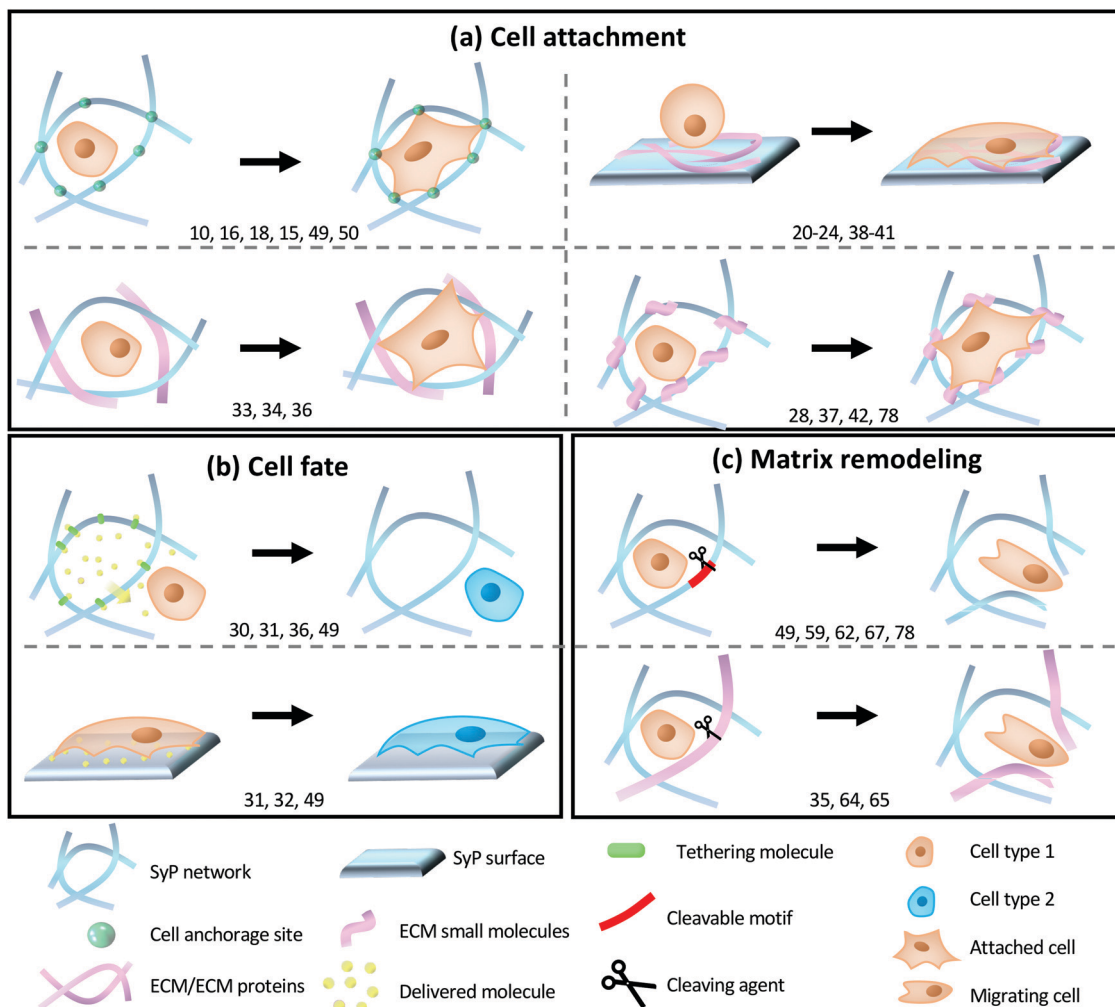 (a) Cell attachment
10, 16, 18, 15, 49, 50
20-24, 38-41
33, 34, 36
28, 37, 42, 78
(b) Cell fate
30, 31, 36, 49
31, 32, 49
(c) Matrix remodeling
49, 59, 62, 67, 78
35, 64, 65
SyP network
SyP surface
Tethering molecule
Cell type 1
Cell anchorage site
ECM small molecules
Cleavable motif
Cell type 2
Attached cell
ECM/ECM proteins
Delivered molecule
Cleaving agent
Migrating cell